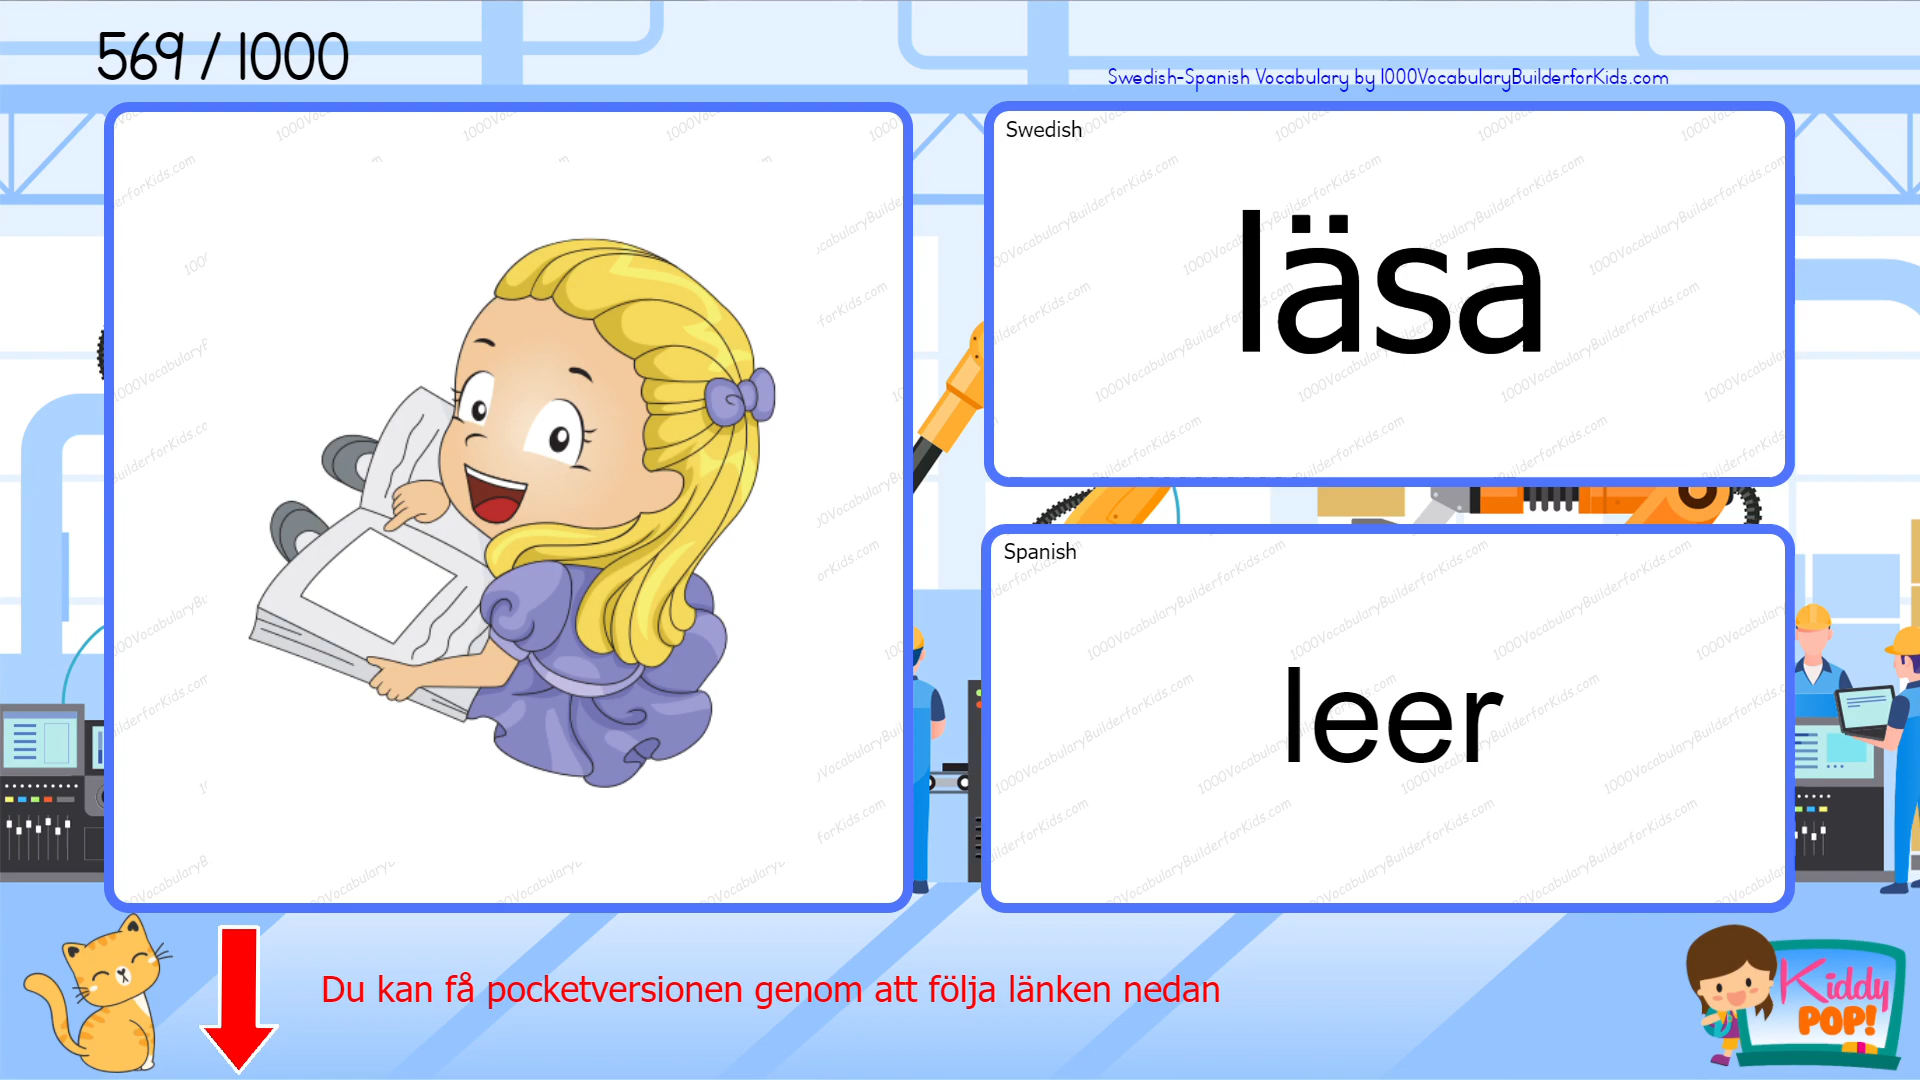 569 / 1000
Swedish-Spanish Vocabulary by 1000VocabularyBuilderforKids.com
Swedish
läsa
Spanish
leer
Du kan få pocketversionen genom att följa länken nedan
Kiddy
POP!